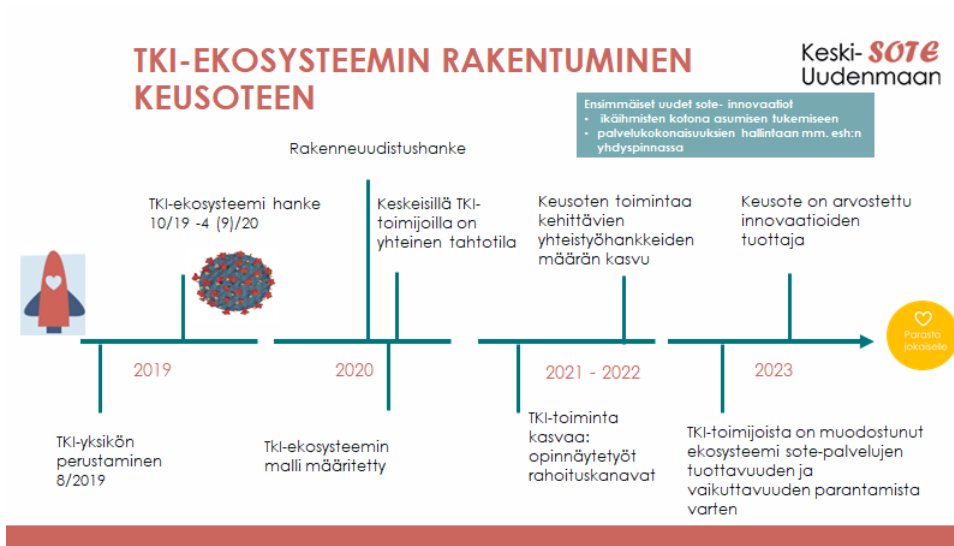 TKI-EKOSYSTEEMIN RAKENTUMINEN
KEUSOTEEN
Keski- SOTE
Uudenmaan
Ensimmäiset uudet sote- innovaatiot
• ikäihmisten kotona asumisen tukemiseen
• palvelukokonaisuuksien hallintaan mm. esh:n
yhdyspinnassa
Rakenneuudistushanke
TKI-ekosysteemi hanke
10/19 -4 (9)/20
Keskeisillä TKI-
toimijoilla on
yhteinen tahtotila
Keusoten toimintaa
kehittävien
yhteistyöhankkeiden
määrän kasvu
Keusote on arvostettu
innovaatioiden
tuottaja
Parasta
jokaiselle
2019
2020
2021 - 2022
2023
TKI-yksikön
perustaminen
8/2019
TKI-ekosysteemin
malli määritetty
TKI-toiminta
kasvaa:
opinnäytetyöt
rahoituskanavat
TKI-toimijoista on muodostunut
ekosysteemi sote-palvelujen
tuottavuuden ja
vaikuttavuuden parantamista
varten